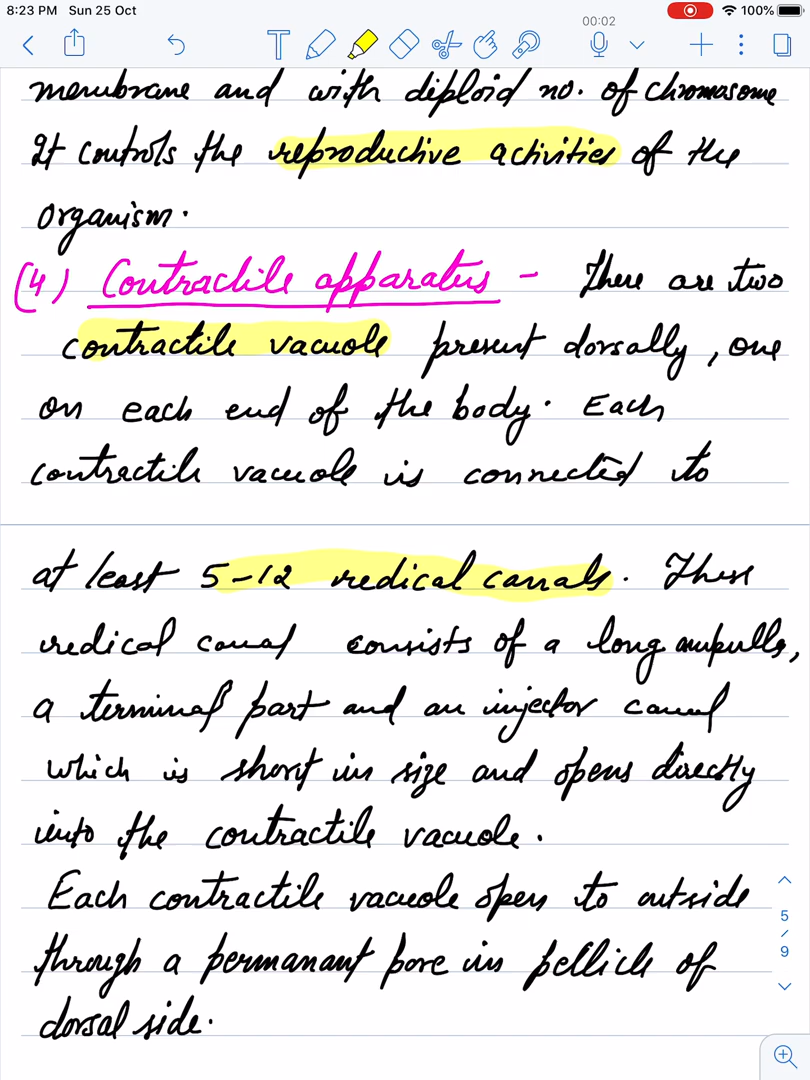 8:23 PM Sun 25 Oct 100%
00:02
T
membrane and with diploid no. of chromosome
It controls the reproductive activities of the
organism.
(4) Contractile apparatus - There are two
contractile vacuole present dorsally, one
on each end of the body. Each
contractile vacuole is connected to
at least 5-12 redical canals. These
redical canal consists of a long ampulla,
a terminal part and an injector canal
which is short in size and opens directly
into the contractile vacuole.
Each contractile vacuole opens to outside
through a permanant pore in pellicle of
dorsal side.
5
/
9